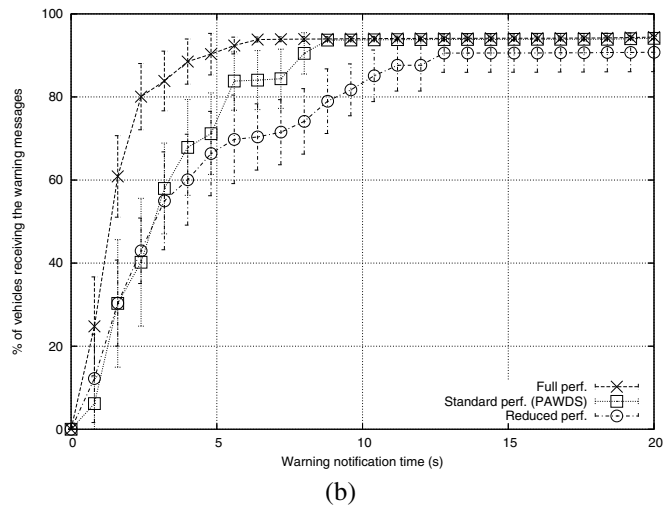 100
80
60
40
20
0
% of vehicles receiving the warning messages
Full perf.
Standard perf. (PAWDS)
Reduced perf.
0 5 10 15 20
Warning notification time (s)
(b)